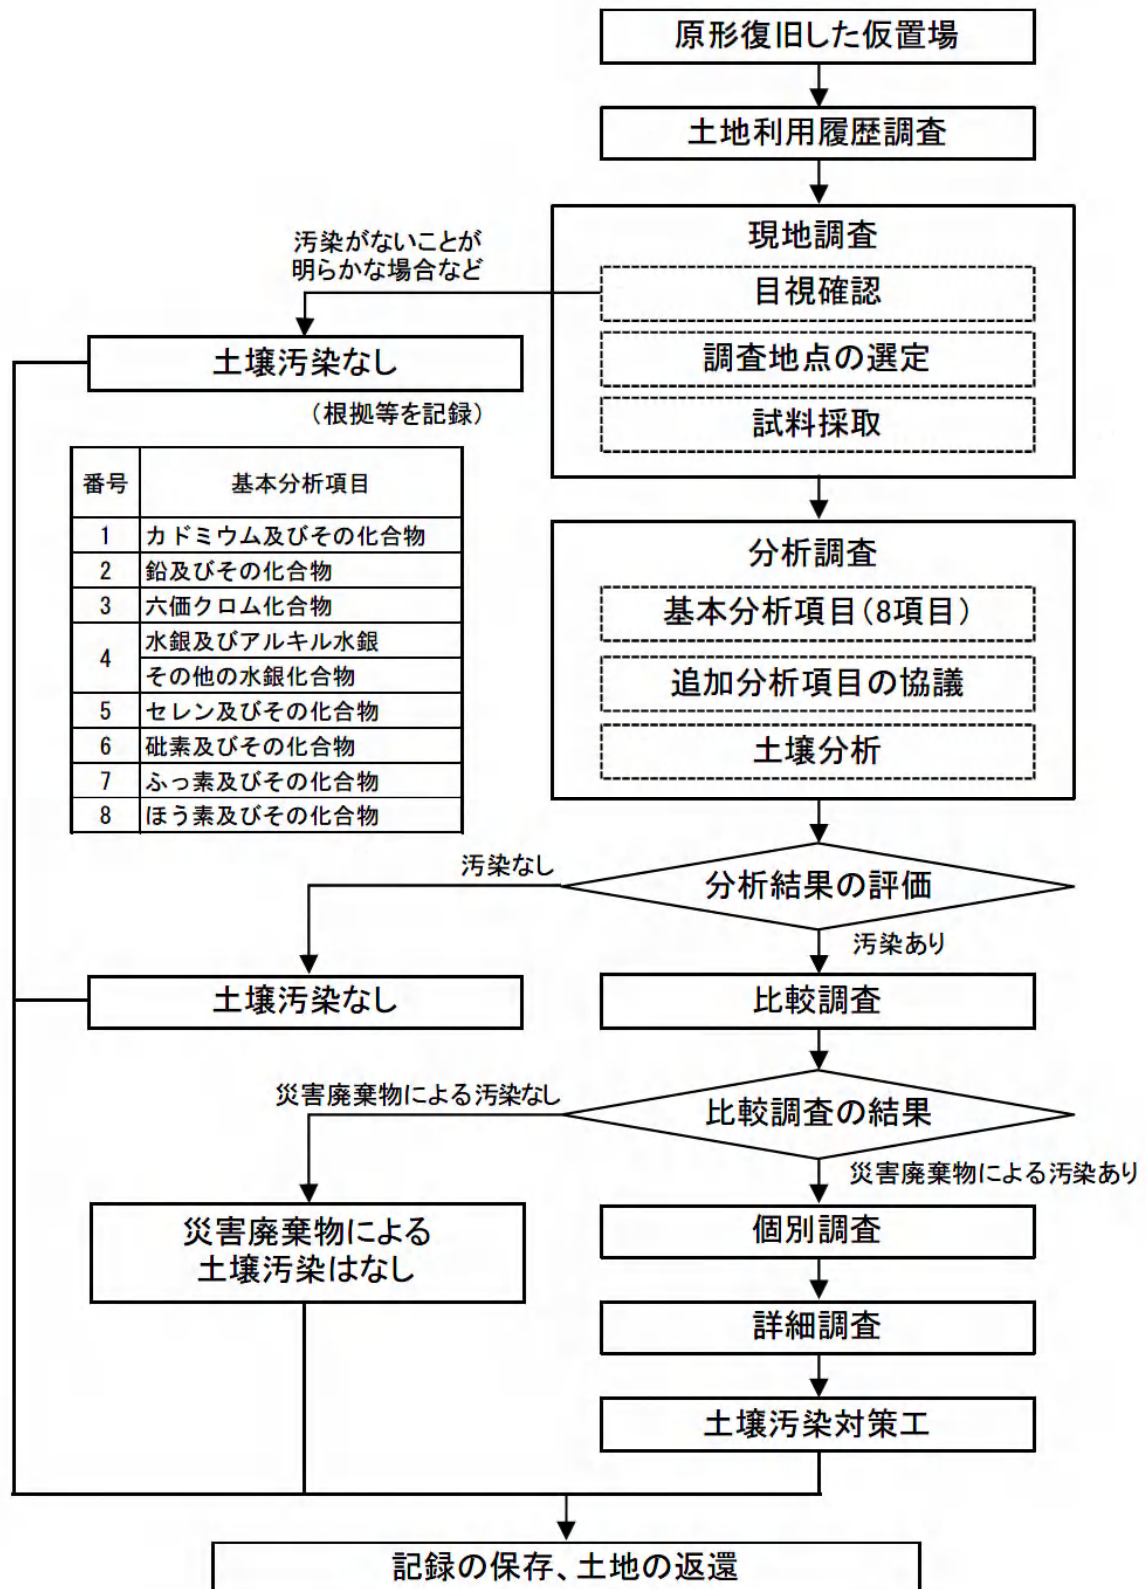 原形復旧した仮置場
土地利用履歴調査
現地調査
目視確認
調査地点の選定
試料採取
汚染がないことが
明らかな場合など
土壌汚染なし
（根拠等を記録）
番号 基本分析項目
1 カドミウム及びその化合物
2 鉛及びその化合物
3 六価クロム化合物
4 水銀及びアルキル水銀
その他の水銀化合物
5 セレン及びその化合物
6 砒素及びその化合物
7 ふっ素及びその化合物
8 ほう素及びその化合物
分析調査
基本分析項目（8項目）
追加分析項目の協議
土壌分析
分析結果の評価
汚染なし
汚染あり
土壌汚染なし
比較調査
比較調査の結果
災害廃棄物による汚染なし
災害廃棄物による汚染あり
災害廃棄物による
土壌汚染はなし
個別調査
詳細調査
土壌汚染対策工
記録の保存、土地の返還